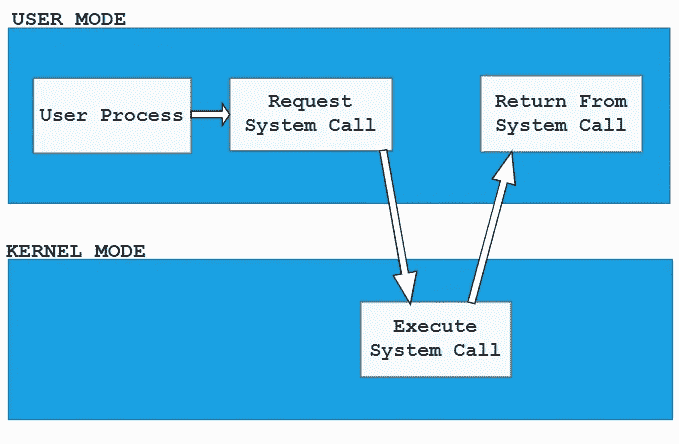 USER MODE
User Process
Request
System Call
Return From
System Call
KERNEL MODE
Execute
System Call